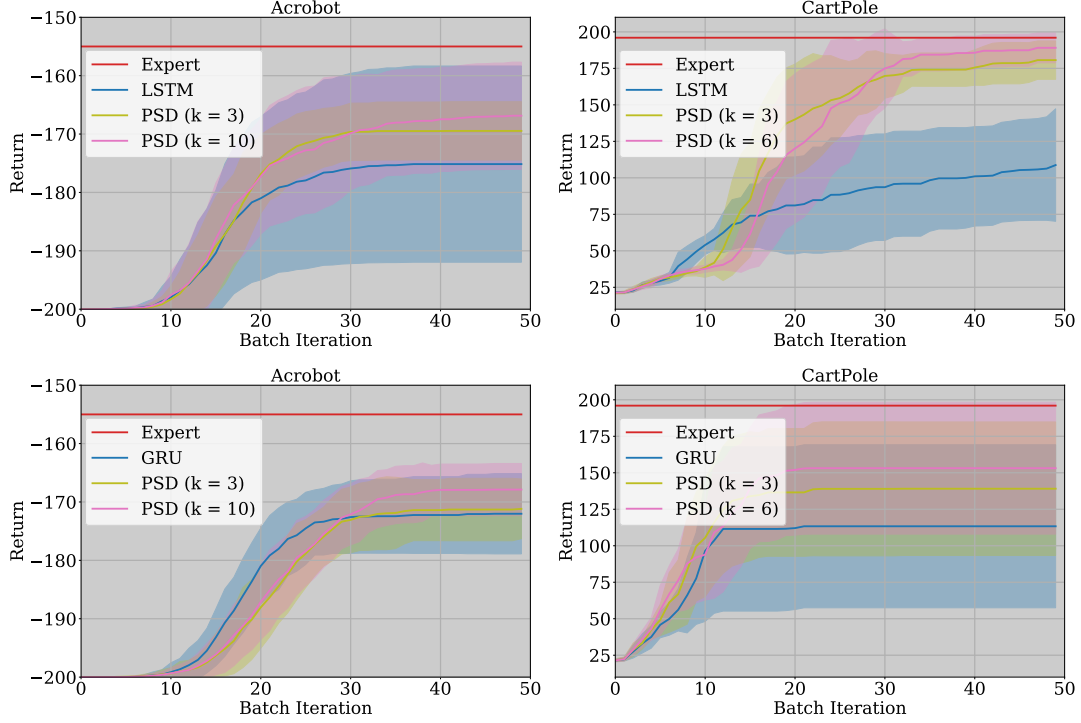 Acrobot
−150
−160
−170
−180
−190
−200
Return
Expert
LSTM
PSD (k = 3)
PSD (k = 10)
0 10 20 30 40 50
Batch Iteration
CartPole
200
175
150
125
100
75
50
25
Return
Expert
LSTM
PSD (k = 3)
PSD (k = 6)
0 10 20 30 40 50
Batch Iteration
Acrobot
−150
−160
−170
−180
−190
−200
Return
Expert
GRU
PSD (k = 3)
PSD (k = 10)
0 10 20 30 40 50
Batch Iteration
CartPole
200
175
150
125
100
75
50
25
Return
Expert
GRU
PSD (k = 3)
PSD (k = 6)
0 10 20 30 40 50
Batch Iteration